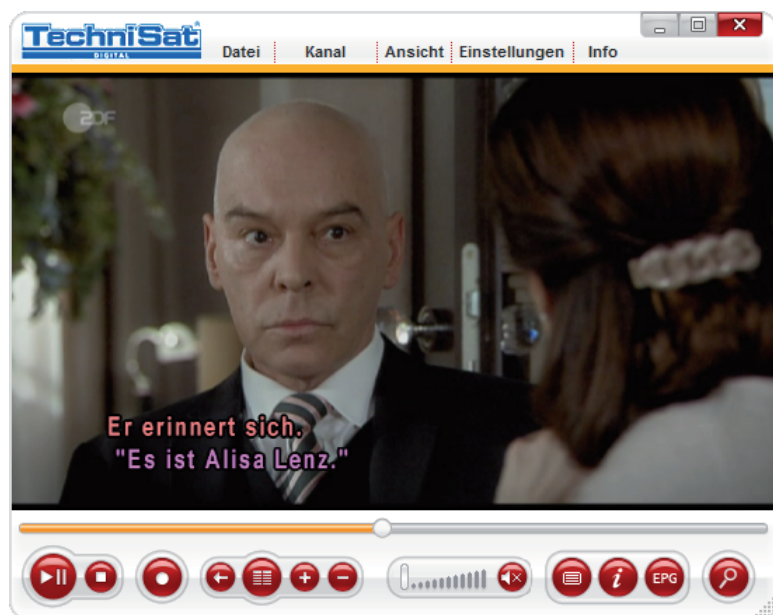 TechniSat
DIGITAL
Datei Kanal Ansicht Einstellungen Info
ZDF
Er erinnert sich.
"Es ist Alisa Lenz."
i EPG